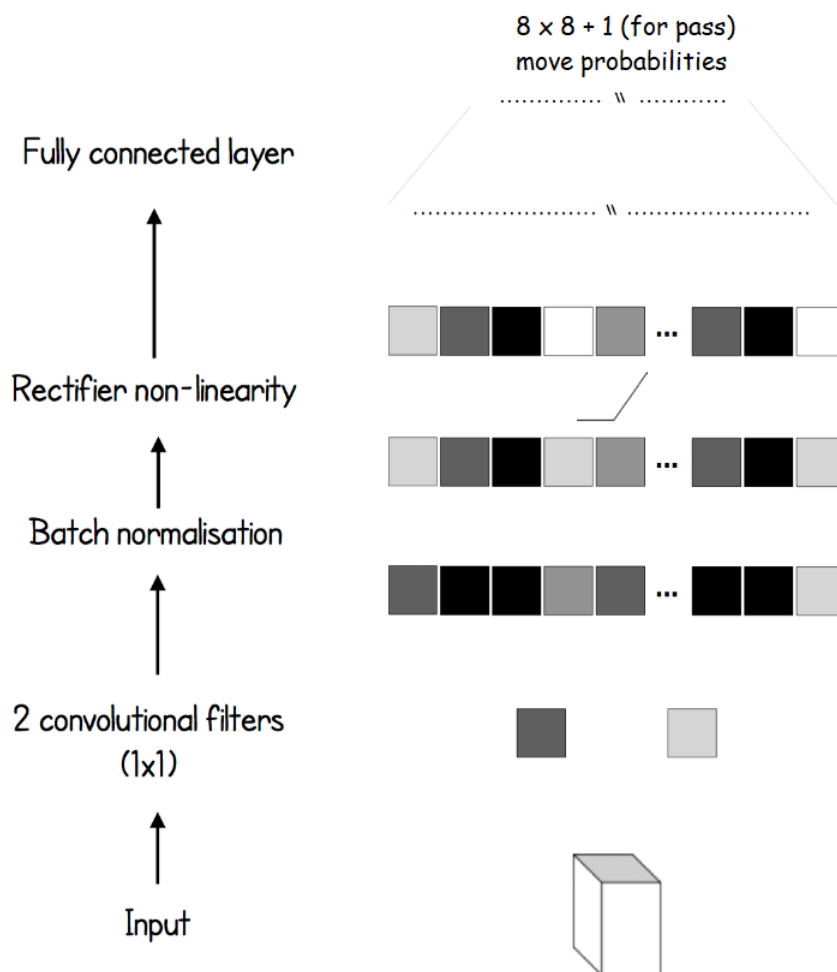 8 x 8 + 1 (for pass)
move probabilities
Fully connected layer
...
Rectifier non-linearity
...
Batch normalisation
...
2 convolutional filters
(1x1)
Input